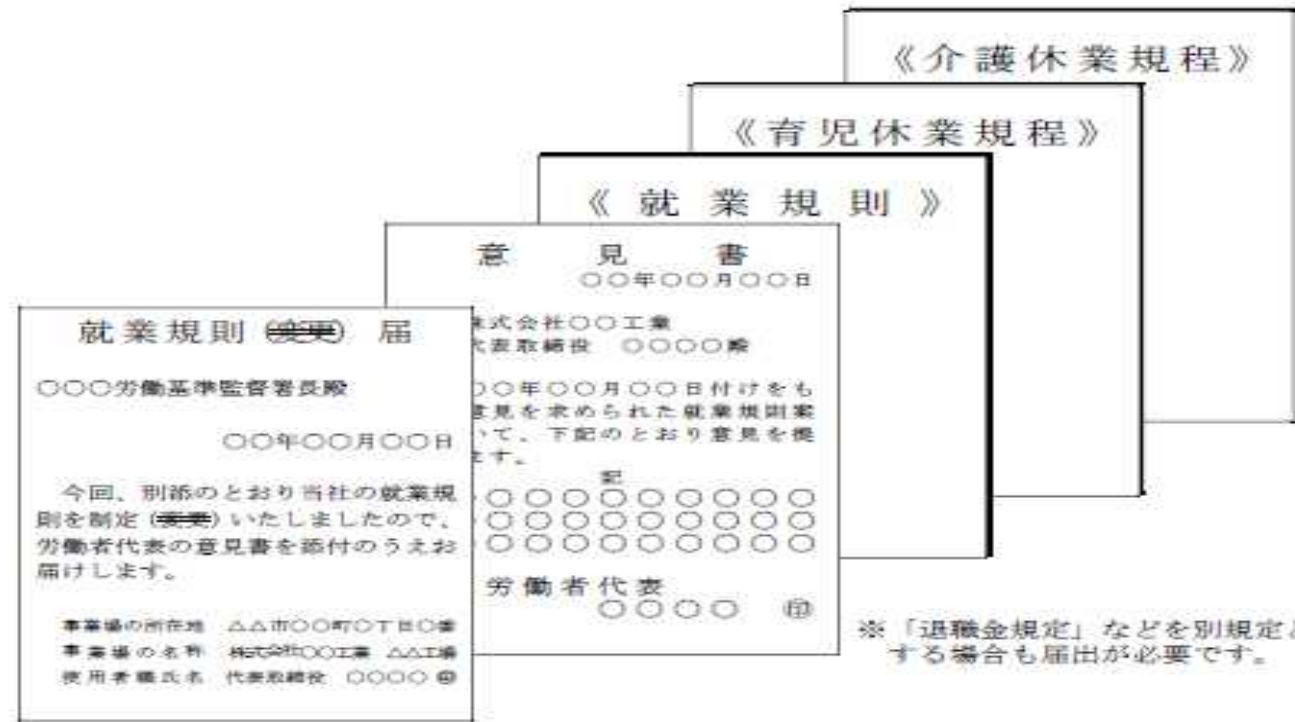 《介護休業規程》
《育児休業規程》
《就業規則》
意見書
○○年○○月○○日
株式会社○○工業
代表取締役 ○○○○殿
○○年○○月○○日付けをも
意見を求められた就業規則案
いて、下記のとおり意見を提
ます。
記
○○○○○○○○○
○○○○○○○○○
○○○○○○○○○
労働者代表
○○○○ ㊞
就業規則(変更)届
○○○労働基準監督署長殿
○○年○○月○○日
今回、別添のとおり当社の就業規
則を制定(変更)いたしましたので、
労働者代表の意見書を添付のうえお
届けします。
事業場の所在地 △△市○○町○丁目○番
事業場の名称 株式会社○○工業 △△工場
使用者職氏名 代表取締役 ○○○○ ㊞
※「退職金規定」などを別規定と
する場合も届出が必要です。